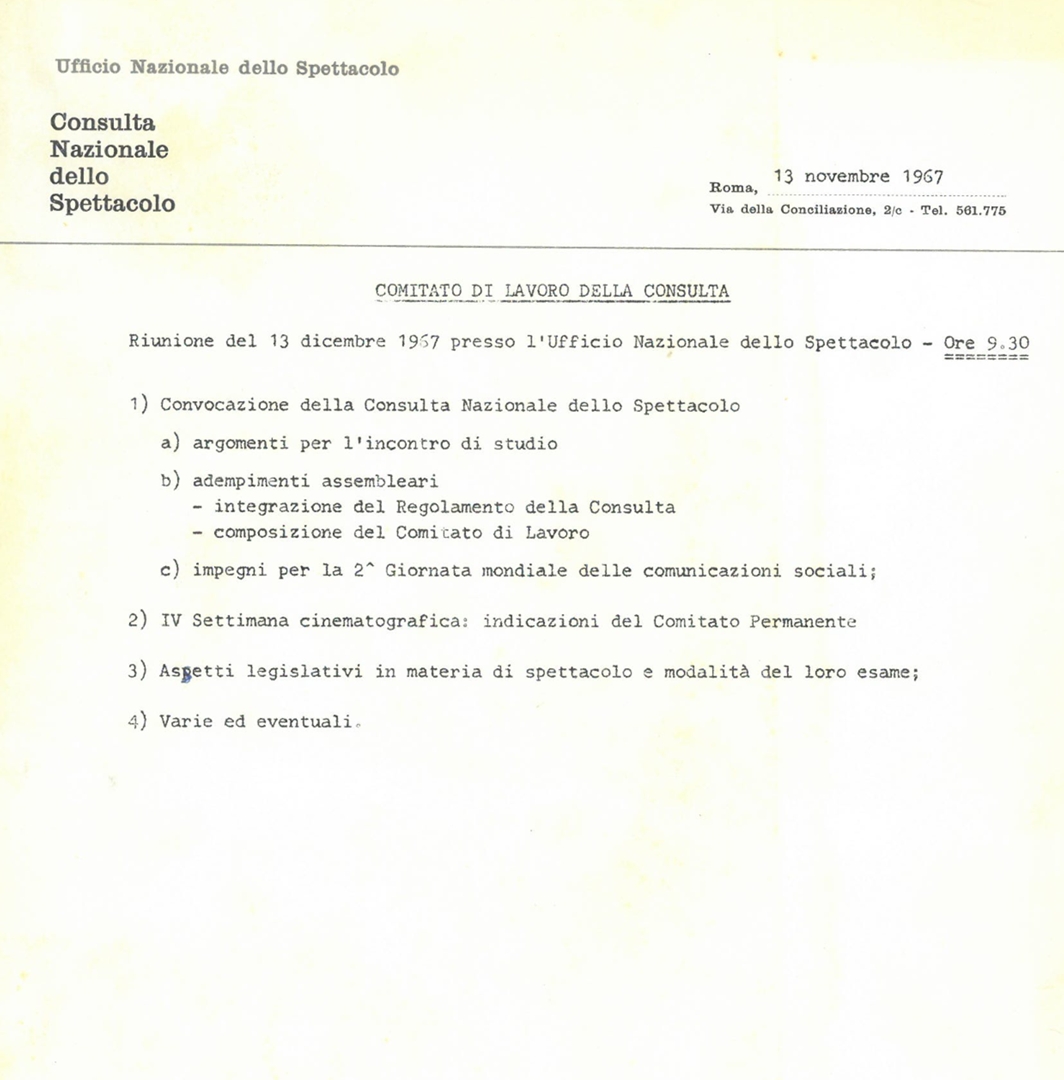 Ufficio Nazionale dello Spettacolo
Consulta
Nazionale
dello
Spettacolo
Roma, 13 novembre 1967
Via della Conciliazione, 2/c - Tel. 561.775
COMITATO DI LAVORO DELLA CONSULTA
Riunione del 13 dicembre 1967 presso l'Ufficio Nazionale dello Spettacolo - Ore 9.30
========
1) Convocazione della Consulta Nazionale dello Spettacolo
a) argomenti per l'incontro di studio
b) adempimenti assembleari
- integrazione del Regolamento della Consulta
- composizione del Comitato di Lavoro
c) impegni per la 2^ Giornata mondiale delle comunicazioni sociali;
2) IV Settimana cinematografica: indicazioni del Comitato Permanente
3) Aspetti legislativi in materia di spettacolo e modalità del loro esame;
4) Varie ed eventuali.